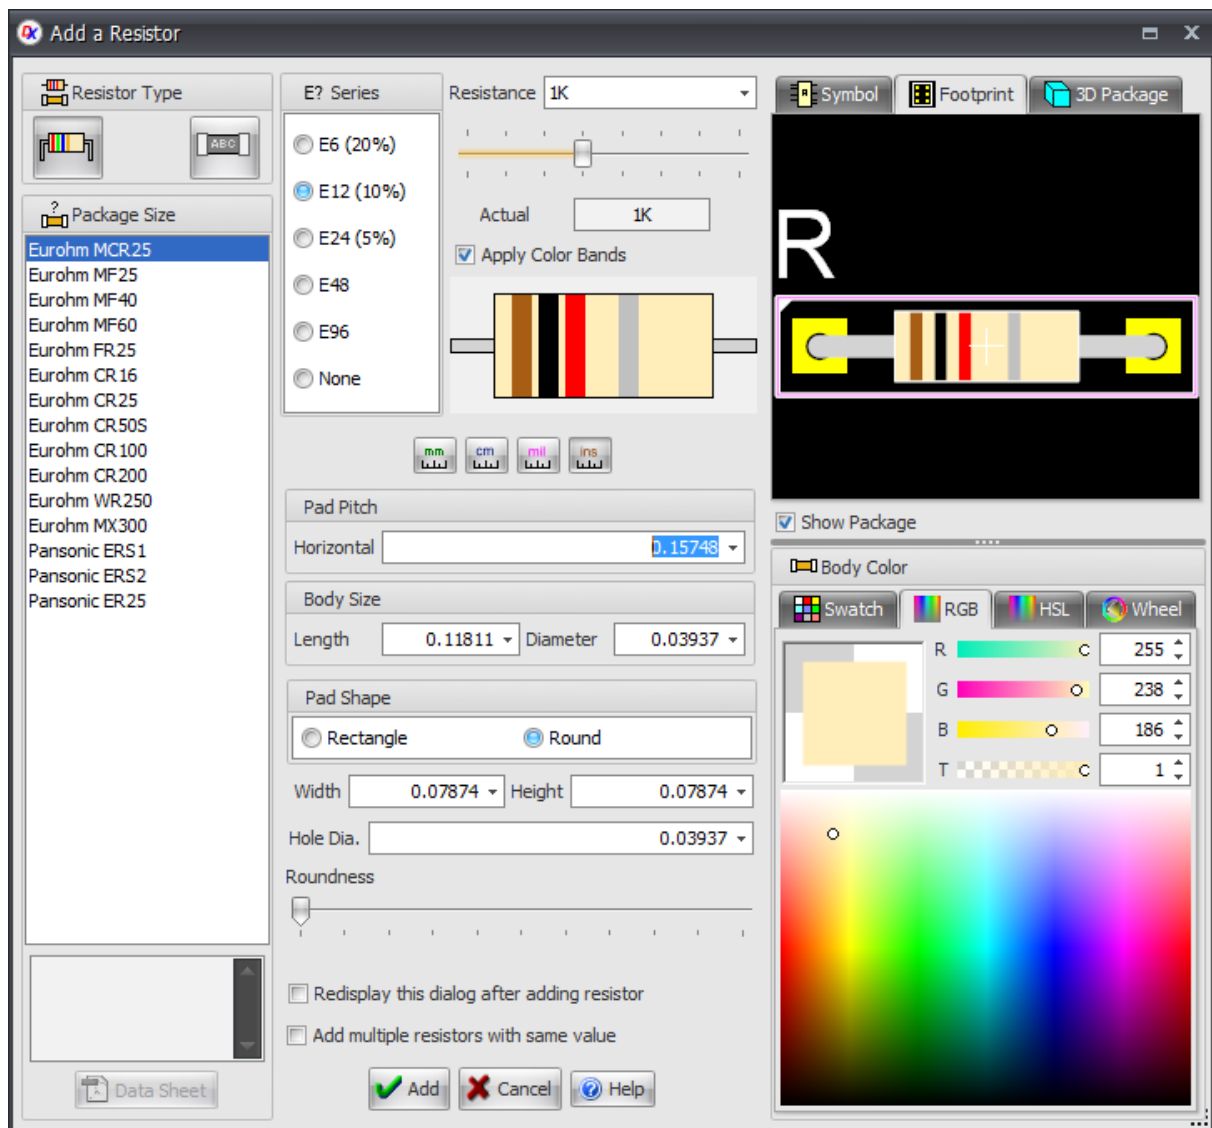 Add a Resistor
Resistor Type
ABC
Package Size
Eurohm MCR25
Eurohm MF25
Eurohm MF40
Eurohm MF60
Eurohm FR25
Eurohm CR16
Eurohm CR25
Eurohm CR50S
Eurohm CR100
Eurohm CR200
Eurohm WR250
Eurohm MX300
Pansonic ERS1
Pansonic ERS2
Pansonic ER25
Data Sheet
E? Series
E6 (20%)
E12 (10%)
E24 (5%)
E48
E96
None
Resistance 1K
Actual 1K
Apply Color Bands
mm cm mil ins
Pad Pitch
Horizontal 0.15748
Body Size
Length 0.11811 Diameter 0.03937
Pad Shape
Rectangle Round
Width 0.07874 Height 0.07874
Hole Dia. 0.03937
Roundness
Redisplay this dialog after adding resistor
Add multiple resistors with same value
Add Cancel Help
Symbol Footprint 3D Package
R
Show Package
Body Color
Swatch RGB HSL Wheel
R 255
G 238
B 186
T 1